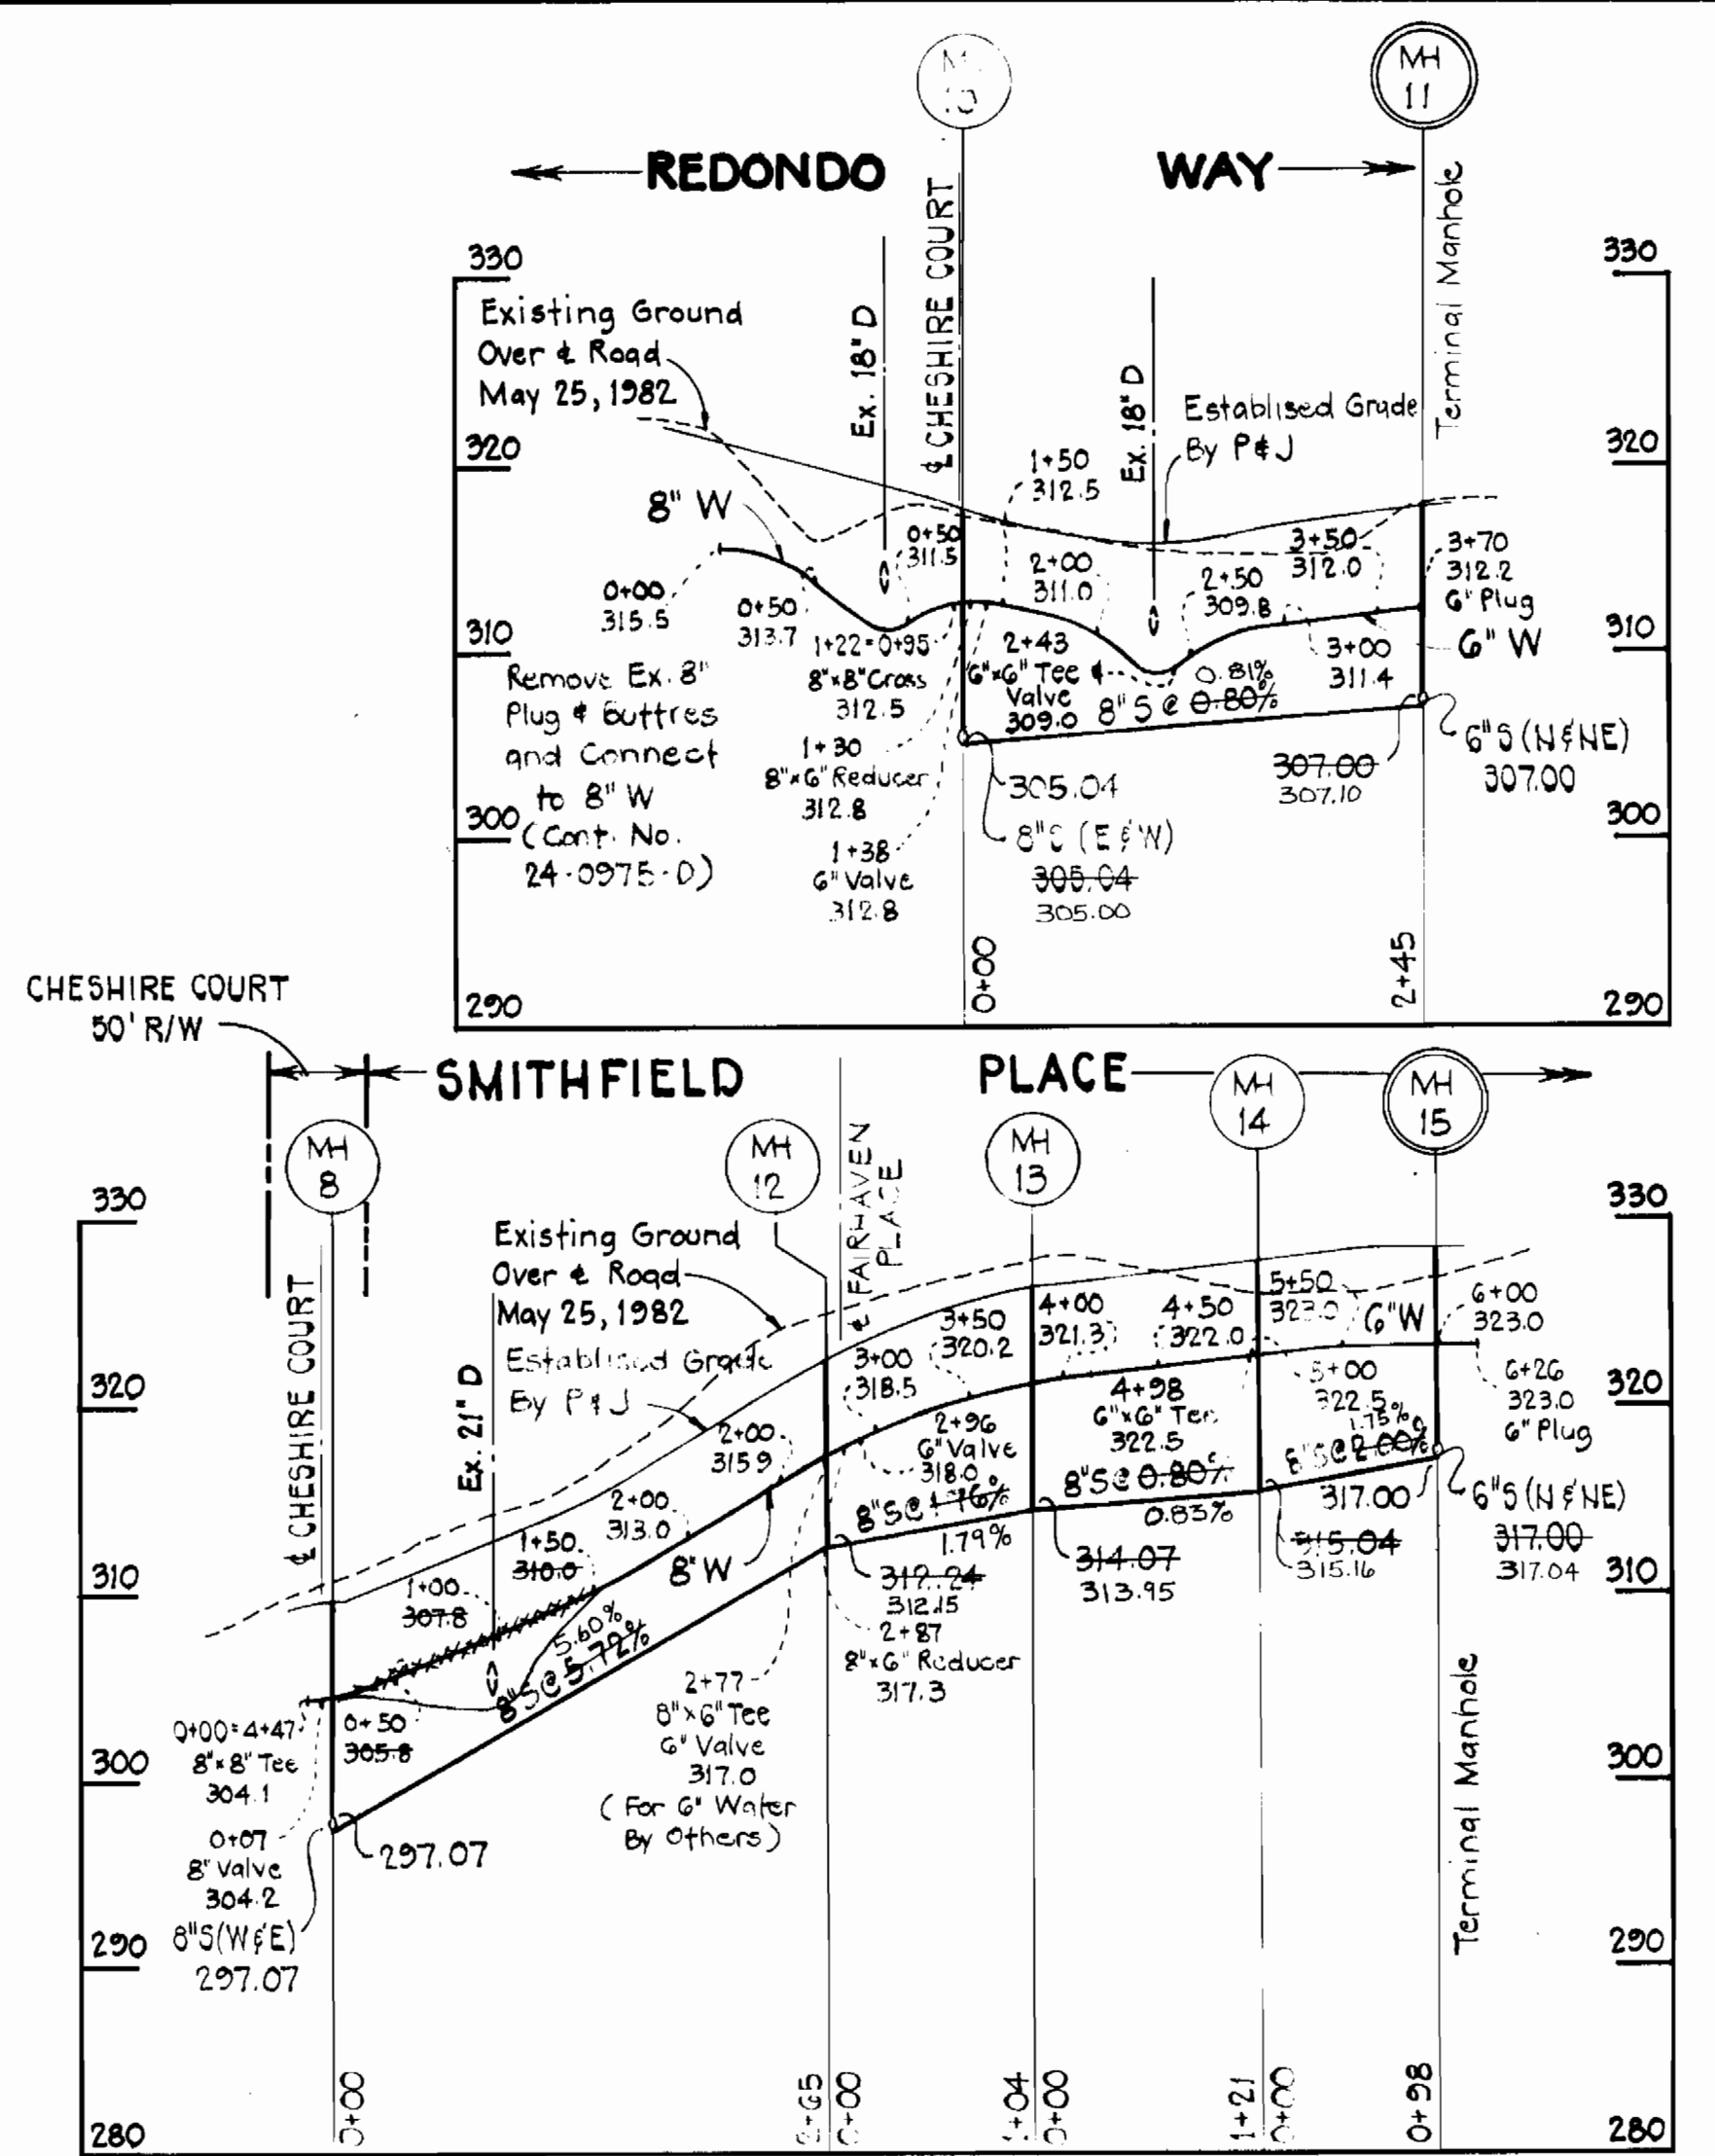 MH
11
REDONDO WAY
Terminal Manhole
℄ CHESHIRE COURT
Ex. 18" D
Ex. 18" D
330
330
Existing Ground
Over ℄ Road
May 25, 1982
Establised Grade
By P & J
320
320
8" W
1+50
312.5
0+50
311.5
2+00
311.0
3+50
312.0
2+50
309.8
3+70
312.2
6" Plug
6" W
0+00
315.5
0+50
313.7
310
310
1+22=0+95
8"x8" Cross
312.5
2+43
6"x6" Tee &
Valve
309.0
0.81%
8" S @ 0.80%
3+00
311.4
Remove Ex. 8"
Plug & Buttres
and Connect
to 8" W
(Cont. No.
24-0975-D)
1+30
8"x6" Reducer
312.8
1+38
6" Valve
312.8
305.04
8"S (E & W)
305.04
305.00
307.00
307.10
6"S (N & NE)
307.00
300
300
0+00
2+45
290
290
CHESHIRE COURT
50' R/W
SMITHFIELD PLACE
MH
8
MH
12
MH
13
MH
14
MH
15
℄ FAIRHAVEN
PLACE
℄ CHESHIRE COURT
330
330
Existing Ground
Over ℄ Road
May 25, 1982
Establised Grade
By P & J
Ex. 21" D
320
320
2+00
315.9
2+00
313.0
1+50
310.0
1+00
307.8
8"W
3+00
318.5
3+50
320.2
4+00
321.3
4+50
322.0
5+50
323.0
6"W
6+00
323.0
6+26
323.0
6" Plug
5+00
322.5
2+96
6" Valve
318.0
4+98
6"x6" Tee
322.5
8"S@ 1.76%
1.79%
8"S@ 0.80%
0.83%
1.75%
8"S@ 2.00%
317.00
6"S (N & NE)
317.00
317.04
312.24
312.15
314.07
313.95
315.04
315.16
310
310
5.60%
8"S@ 5.72%
2+87
8"x6" Reducer
317.3
2+77
8"x6" Tee
6" Valve
317.0
(For 6" Water
By Others)
0+00=4+47
8"x8" Tee
304.1
0+50
305.8
300
300
0+07
8" Valve
304.2
8"S(W & E)
297.07
297.07
Terminal Manhole
290
290
0+00
2+65
0+00
1+04
0+00
1+21
0+00
0+98
280
280